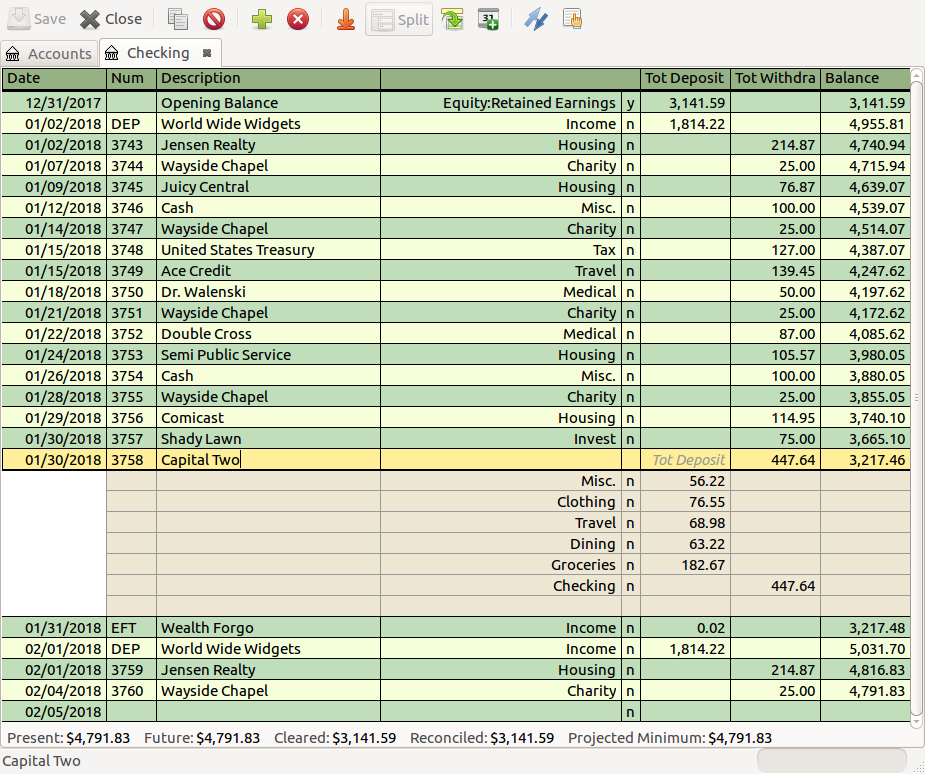 Save Close Split
Accounts Checking
Date Num Description Tot Deposit Tot Withdra Balance
12/31/2017 Opening Balance Equity:Retained Earnings y 3,141.59 3,141.59
01/02/2018 DEP World Wide Widgets Income n 1,814.22 4,955.81
01/02/2018 3743 Jensen Realty Housing n 214.87 4,740.94
01/07/2018 3744 Wayside Chapel Charity n 25.00 4,715.94
01/09/2018 3745 Juicy Central Housing n 76.87 4,639.07
01/12/2018 3746 Cash Misc. n 100.00 4,539.07
01/14/2018 3747 Wayside Chapel Charity n 25.00 4,514.07
01/15/2018 3748 United States Treasury Tax n 127.00 4,387.07
01/15/2018 3749 Ace Credit Travel n 139.45 4,247.62
01/18/2018 3750 Dr. Walenski Medical n 50.00 4,197.62
01/21/2018 3751 Wayside Chapel Charity n 25.00 4,172.62
01/22/2018 3752 Double Cross Medical n 87.00 4,085.62
01/24/2018 3753 Semi Public Service Housing n 105.57 3,980.05
01/26/2018 3754 Cash Misc. n 100.00 3,880.05
01/28/2018 3755 Wayside Chapel Charity n 25.00 3,855.05
01/29/2018 3756 Comicast Housing n 114.95 3,740.10
01/30/2018 3757 Shady Lawn Invest n 75.00 3,665.10
01/30/2018 3758 Capital Two Tot Deposit 447.64 3,217.46
Misc. n 56.22
Clothing n 76.55
Travel n 68.98
Dining n 63.22
Groceries n 182.67
Checking n 447.64
01/31/2018 EFT Wealth Forgo Income n 0.02 3,217.48
02/01/2018 DEP World Wide Widgets Income n 1,814.22 5,031.70
02/01/2018 3759 Jensen Realty Housing n 214.87 4,816.83
02/04/2018 3760 Wayside Chapel Charity n 25.00 4,791.83
02/05/2018 n
Present: $4,791.83 Future: $4,791.83 Cleared: $3,141.59 Reconciled: $3,141.59 Projected Minimum: $4,791.83
Capital Two